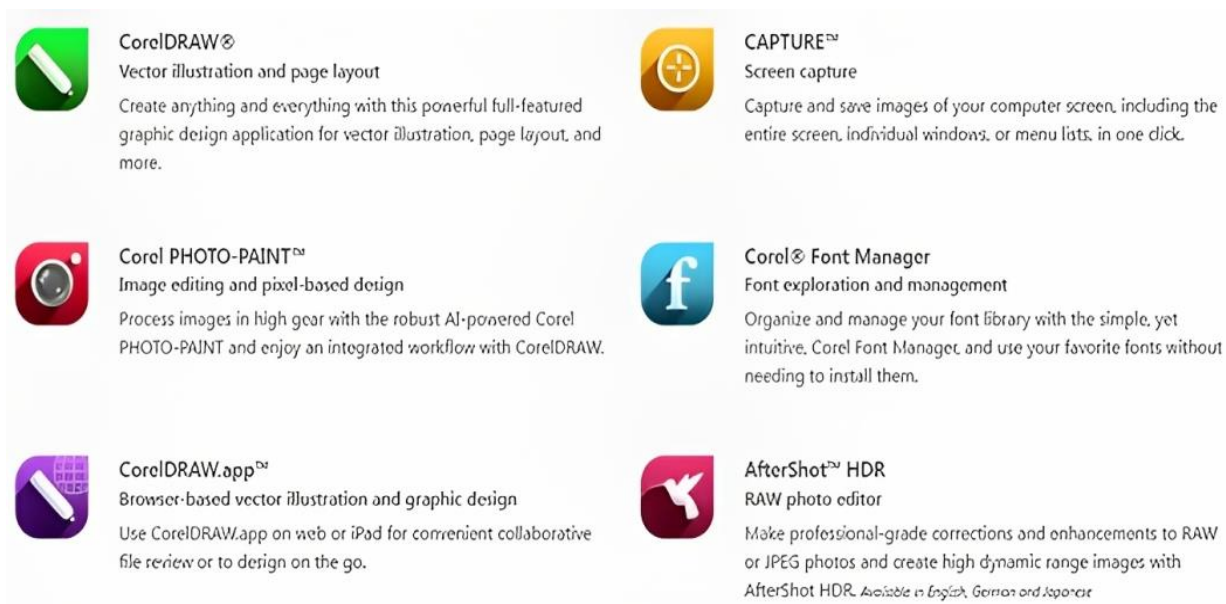 CorelDRAW®
Vector illustration and page layout
Create anything and everything with this powerful full-featured
graphic design application for vector illustration, page layout, and
more.
CAPTURE™
Screen capture
Capture and save images of your computer screen, including the
entire screen, individual windows, or menu lists, in one click.
Corel PHOTO-PAINT™
Image editing and pixel-based design
Process images in high gear with the robust AI-powered Corel
PHOTO-PAINT and enjoy an integrated workflow with CorelDRAW.
Corel® Font Manager
Font exploration and management
Organize and manage your font library with the simple, yet
intuitive, Corel Font Manager, and use your favorite fonts without
needing to install them.
CorelDRAW.app™
Browser-based vector illustration and graphic design
Use CorelDRAW.app on web or iPad for convenient collaborative
file review or to design on the go.
AfterShot™ HDR
RAW photo editor
Make professional-grade corrections and enhancements to RAW
or JPEG photos and create high dynamic range images with
AfterShot HDR. Available in English, German and Japanese